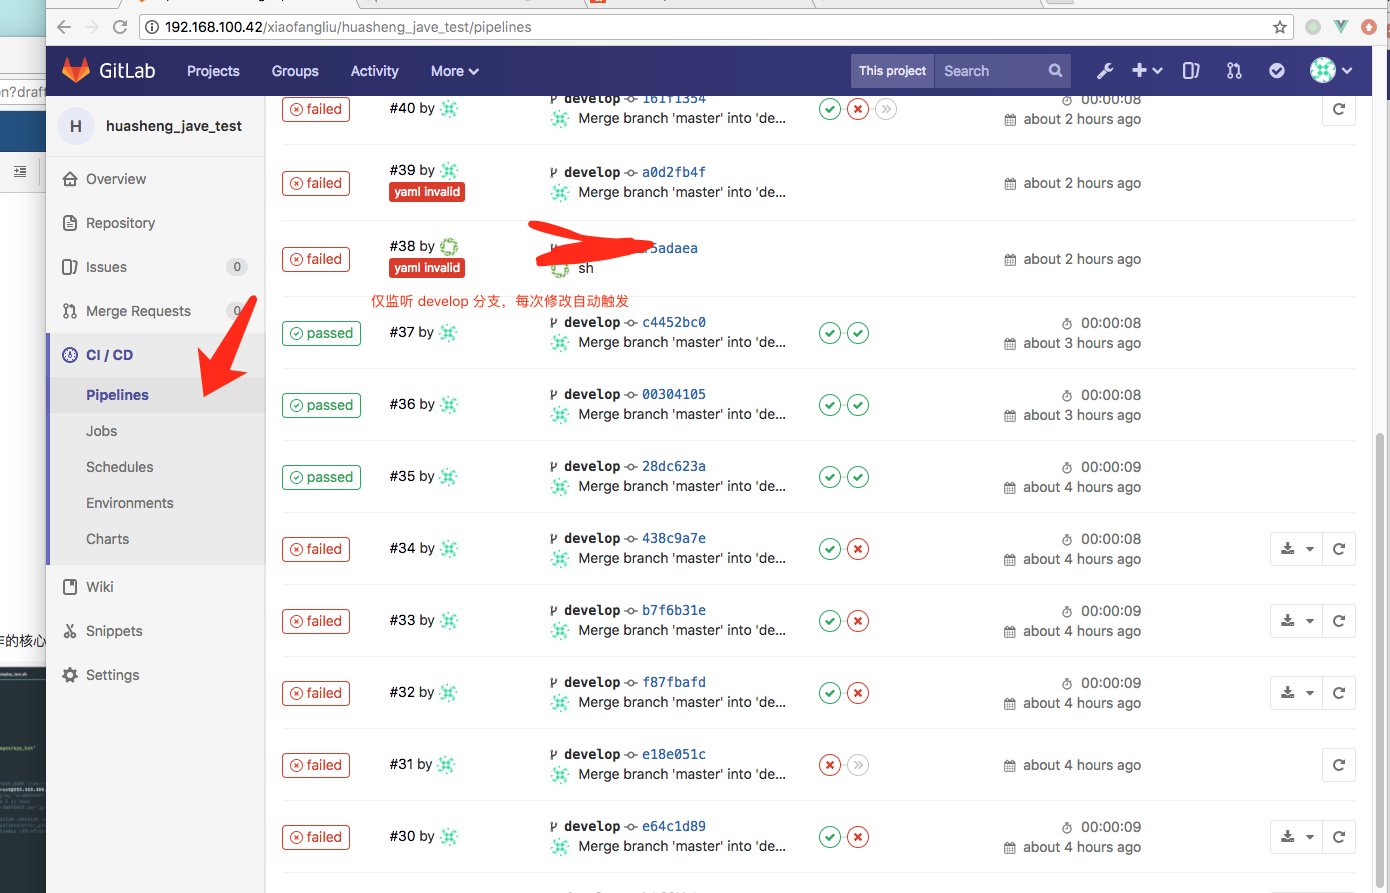 192.168.100.42/xiaofangliu/huasheng_jave_test/pipelines
n?draft
GitLab
Projects
Groups
Activity
More
This project
Search
H
huasheng_jave_test
Overview
Repository
Issues 0
Merge Requests 0
CI / CD
Pipelines
Jobs
Schedules
Environments
Charts
Wiki
Snippets
Settings
的核心
failed
#40 by
develop 161f1354
Merge branch 'master' into 'de...
00:00:08
about 2 hours ago
failed
#39 by
yaml invalid
develop a0d2fb4f
Merge branch 'master' into 'de...
about 2 hours ago
failed
#38 by
yaml invalid
5adaea
sh
about 2 hours ago
仅监听 develop 分支，每次修改自动触发
passed
#37 by
develop c4452bc0
Merge branch 'master' into 'de...
00:00:08
about 3 hours ago
passed
#36 by
develop 00304105
Merge branch 'master' into 'de...
00:00:08
about 3 hours ago
passed
#35 by
develop 28dc623a
Merge branch 'master' into 'de...
00:00:09
about 4 hours ago
failed
#34 by
develop 438c9a7e
Merge branch 'master' into 'de...
00:00:08
about 4 hours ago
failed
#33 by
develop b7f6b31e
Merge branch 'master' into 'de...
00:00:09
about 4 hours ago
failed
#32 by
develop f87fbafd
Merge branch 'master' into 'de...
00:00:09
about 4 hours ago
failed
#31 by
develop e18e051c
Merge branch 'master' into 'de...
about 4 hours ago
failed
#30 by
develop e64c1d89
Merge branch 'master' into 'de...
00:00:09
about 4 hours ago